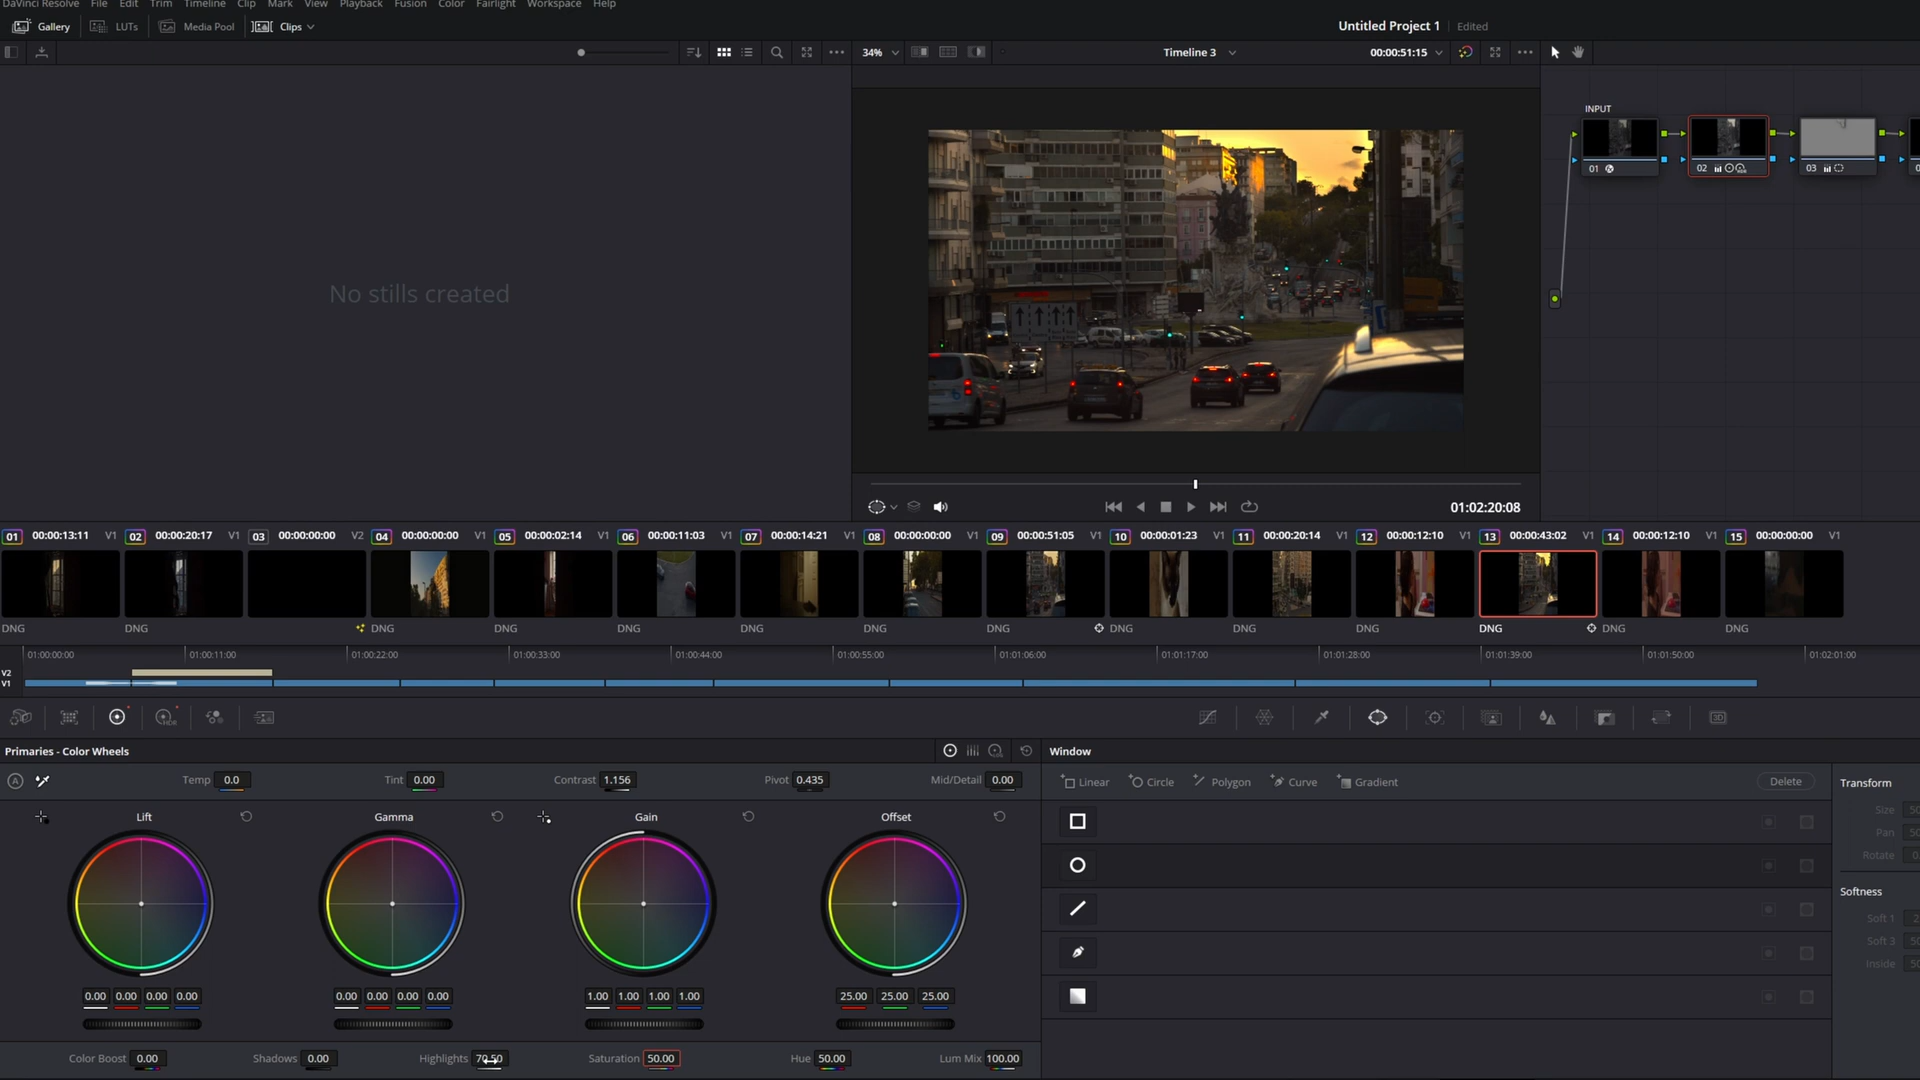 DaVinci Resolve File Edit Trim Timeline Clip Mark View Playback Fusion Color Fairlight Workspace Help
Gallery LUTs Media Pool Clips Untitled Project 1 Edited
34% Timeline 3 00:00:51:15
INPUT
01 02 03
No stills created
01:02:20:08
01 00:00:13:11 V1 02 00:00:20:17 V1 03 00:00:00:00 V2 04 00:00:00:00 V1 05 00:00:02:14 V1 06 00:00:11:03 V1 07 00:00:14:21 V1 08 00:00:00:00 V1 09 00:00:51:05 V1 10 00:00:01:23 V1 11 00:00:20:14 V1 12 00:00:12:10 V1 13 00:00:43:02 V1 14 00:00:12:10 V1 15 00:00:00:00 V1
DNG DNG DNG DNG DNG DNG DNG DNG DNG DNG DNG DNG DNG DNG
01:00:00:00 01:00:11:00 01:00:22:00 01:00:33:00 01:00:44:00 01:00:55:00 01:01:06:00 01:01:17:00 01:01:28:00 01:01:39:00 01:01:50:00 01:02:01:00
V2
V1
HDR 3D
Primaries - Color Wheels Window
A Temp 0.0 Tint 0.00 Contrast 1.156 Pivot 0.435 Mid/Detail 0.00
Linear Circle Polygon Curve Gradient Delete Transform
Lift Gamma Gain Offset
Size 50
Pan 50
Rotate 0.
Softness
Soft 1 2
Soft 3 50
Inside 50
0.00 0.00 0.00 0.00 0.00 0.00 0.00 0.00 1.00 1.00 1.00 1.00 25.00 25.00 25.00
Color Boost 0.00 Shadows 0.00 Highlights 70.50 Saturation 50.00 Hue 50.00 Lum Mix 100.00